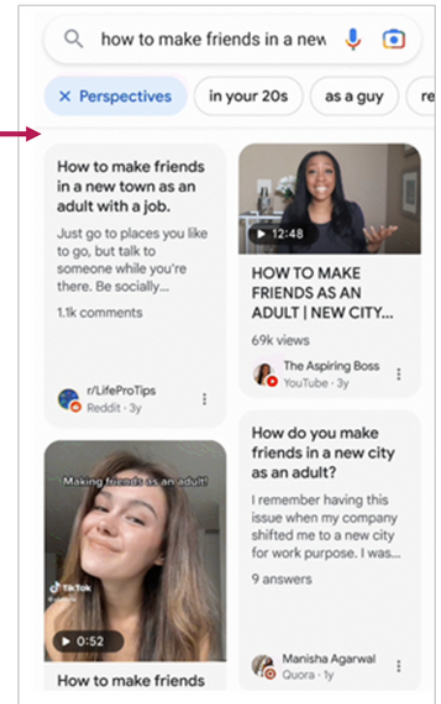 how to make friends in a new
× Perspectives
in your 20s
as a guy
re
How to make friends
in a new town as an
adult with a job.
Just go to places you like
to go, but talk to
someone while you're
there. Be socially...
1.1k comments
r/LifeProTips
Reddit · 3y
Making friends as an adult!
TikTok
0:52
How to make friends
12:48
HOW TO MAKE
FRIENDS AS AN
ADULT | NEW CITY...
69k views
The Aspiring Boss
YouTube · 3y
How do you make
friends in a new city
as an adult?
I remember having this
issue when my company
shifted me to a new city
for work purpose. I was...
9 answers
Manisha Agarwal
Quora · 1y